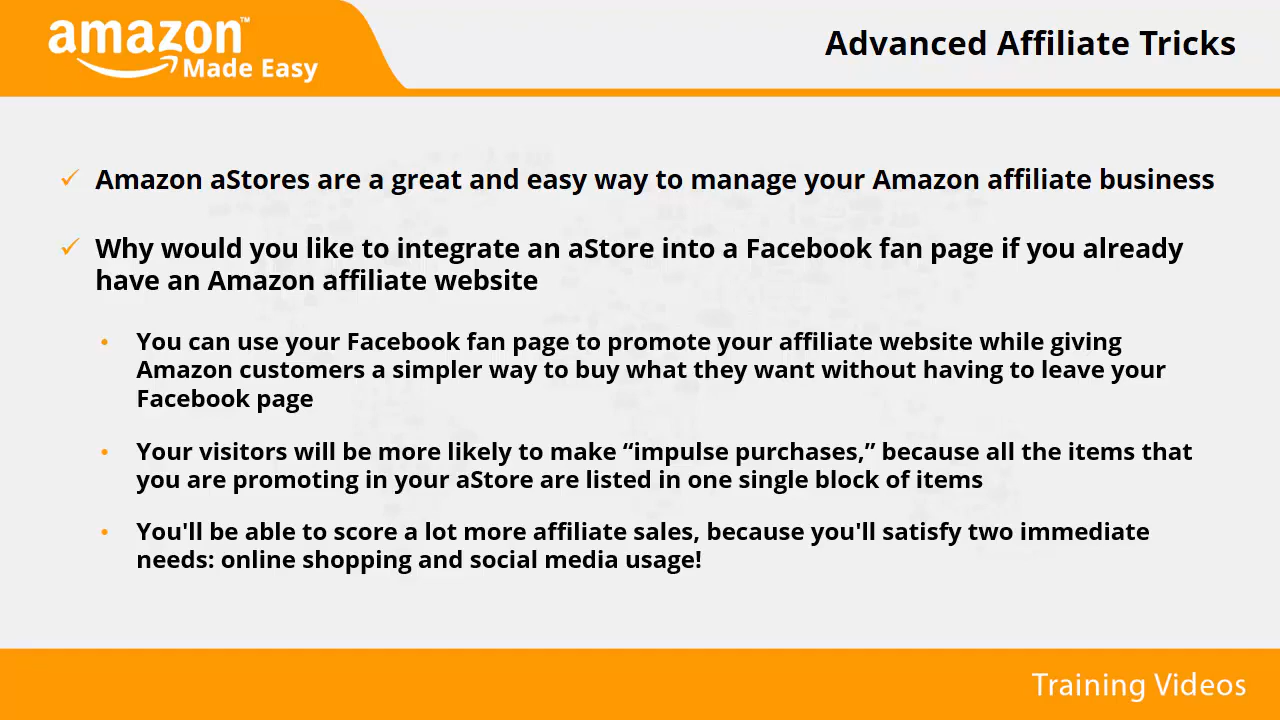 amazon™
Made Easy
Advanced Affiliate Tricks
Amazon aStores are a great and easy way to manage your Amazon affiliate business
Why would you like to integrate an aStore into a Facebook fan page if you already
have an Amazon affiliate website
You can use your Facebook fan page to promote your affiliate website while giving
Amazon customers a simpler way to buy what they want without having to leave your
Facebook page
Your visitors will be more likely to make “impulse purchases,” because all the items that
you are promoting in your aStore are listed in one single block of items
You'll be able to score a lot more affiliate sales, because you'll satisfy two immediate
needs: online shopping and social media usage!
Training Videos